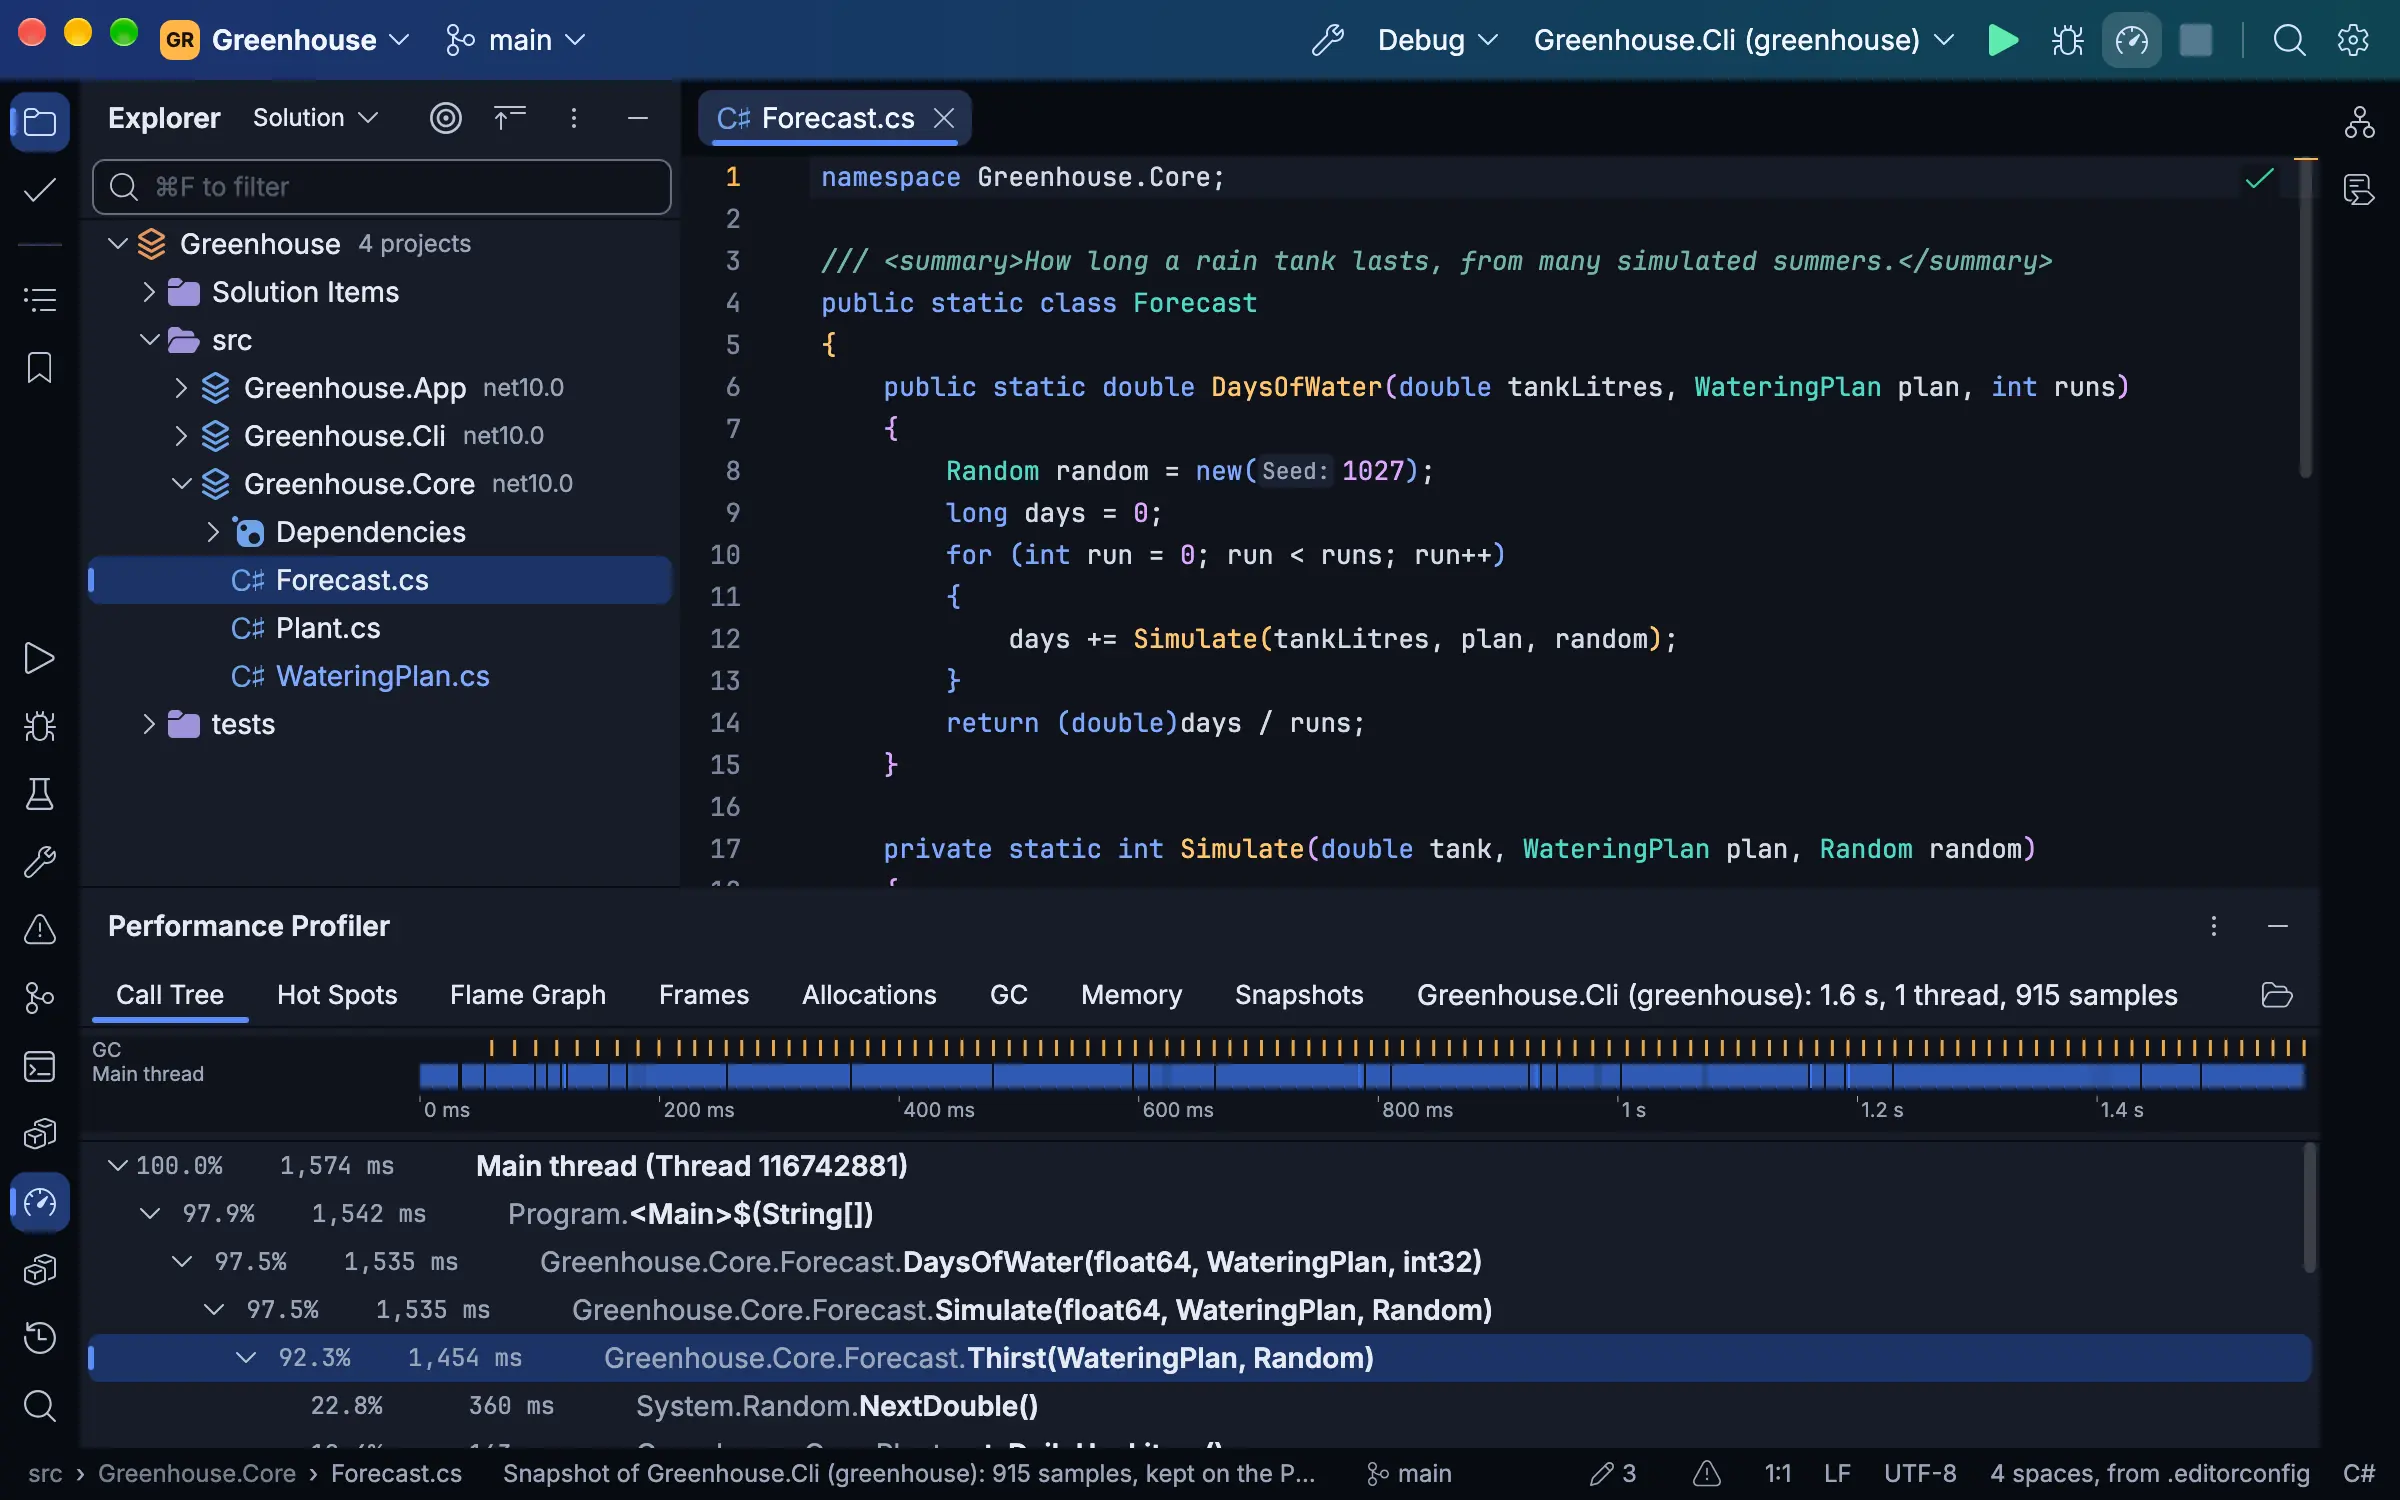 GR Greenhouse main Debug Greenhouse.Cli (greenhouse)
Explorer Solution
⌘F to filter
Greenhouse 4 projects
Solution Items
src
Greenhouse.App net10.0
Greenhouse.Cli net10.0
Greenhouse.Core net10.0
Dependencies
C# Forecast.cs
C# Plant.cs
C# WateringPlan.cs
tests
C# Forecast.cs
1 namespace Greenhouse.Core;
2
3 /// <summary>How long a rain tank lasts, from many simulated summers.</summary>
4 public static class Forecast
5 {
6 public static double DaysOfWater(double tankLitres, WateringPlan plan, int runs)
7 {
8 Random random = new(Seed: 1027);
9 long days = 0;
10 for (int run = 0; run < runs; run++)
11 {
12 days += Simulate(tankLitres, plan, random);
13 }
14 return (double)days / runs;
15 }
16
17 private static int Simulate(double tank, WateringPlan plan, Random random)
Performance Profiler
Call Tree Hot Spots Flame Graph Frames Allocations GC Memory Snapshots Greenhouse.Cli (greenhouse): 1.6 s, 1 thread, 915 samples
GC
Main thread
0 ms 200 ms 400 ms 600 ms 800 ms 1 s 1.2 s 1.4 s
100.0% 1,574 ms Main thread (Thread 116742881)
97.9% 1,542 ms Program.<Main>$(String[])
97.5% 1,535 ms Greenhouse.Core.Forecast.DaysOfWater(float64, WateringPlan, int32)
97.5% 1,535 ms Greenhouse.Core.Forecast.Simulate(float64, WateringPlan, Random)
92.3% 1,454 ms Greenhouse.Core.Forecast.Thirst(WateringPlan, Random)
22.8% 360 ms System.Random.NextDouble()
src › Greenhouse.Core › Forecast.cs Snapshot of Greenhouse.Cli (greenhouse): 915 samples, kept on the P... main 3 1:1 LF UTF-8 4 spaces, from .editorconfig C#